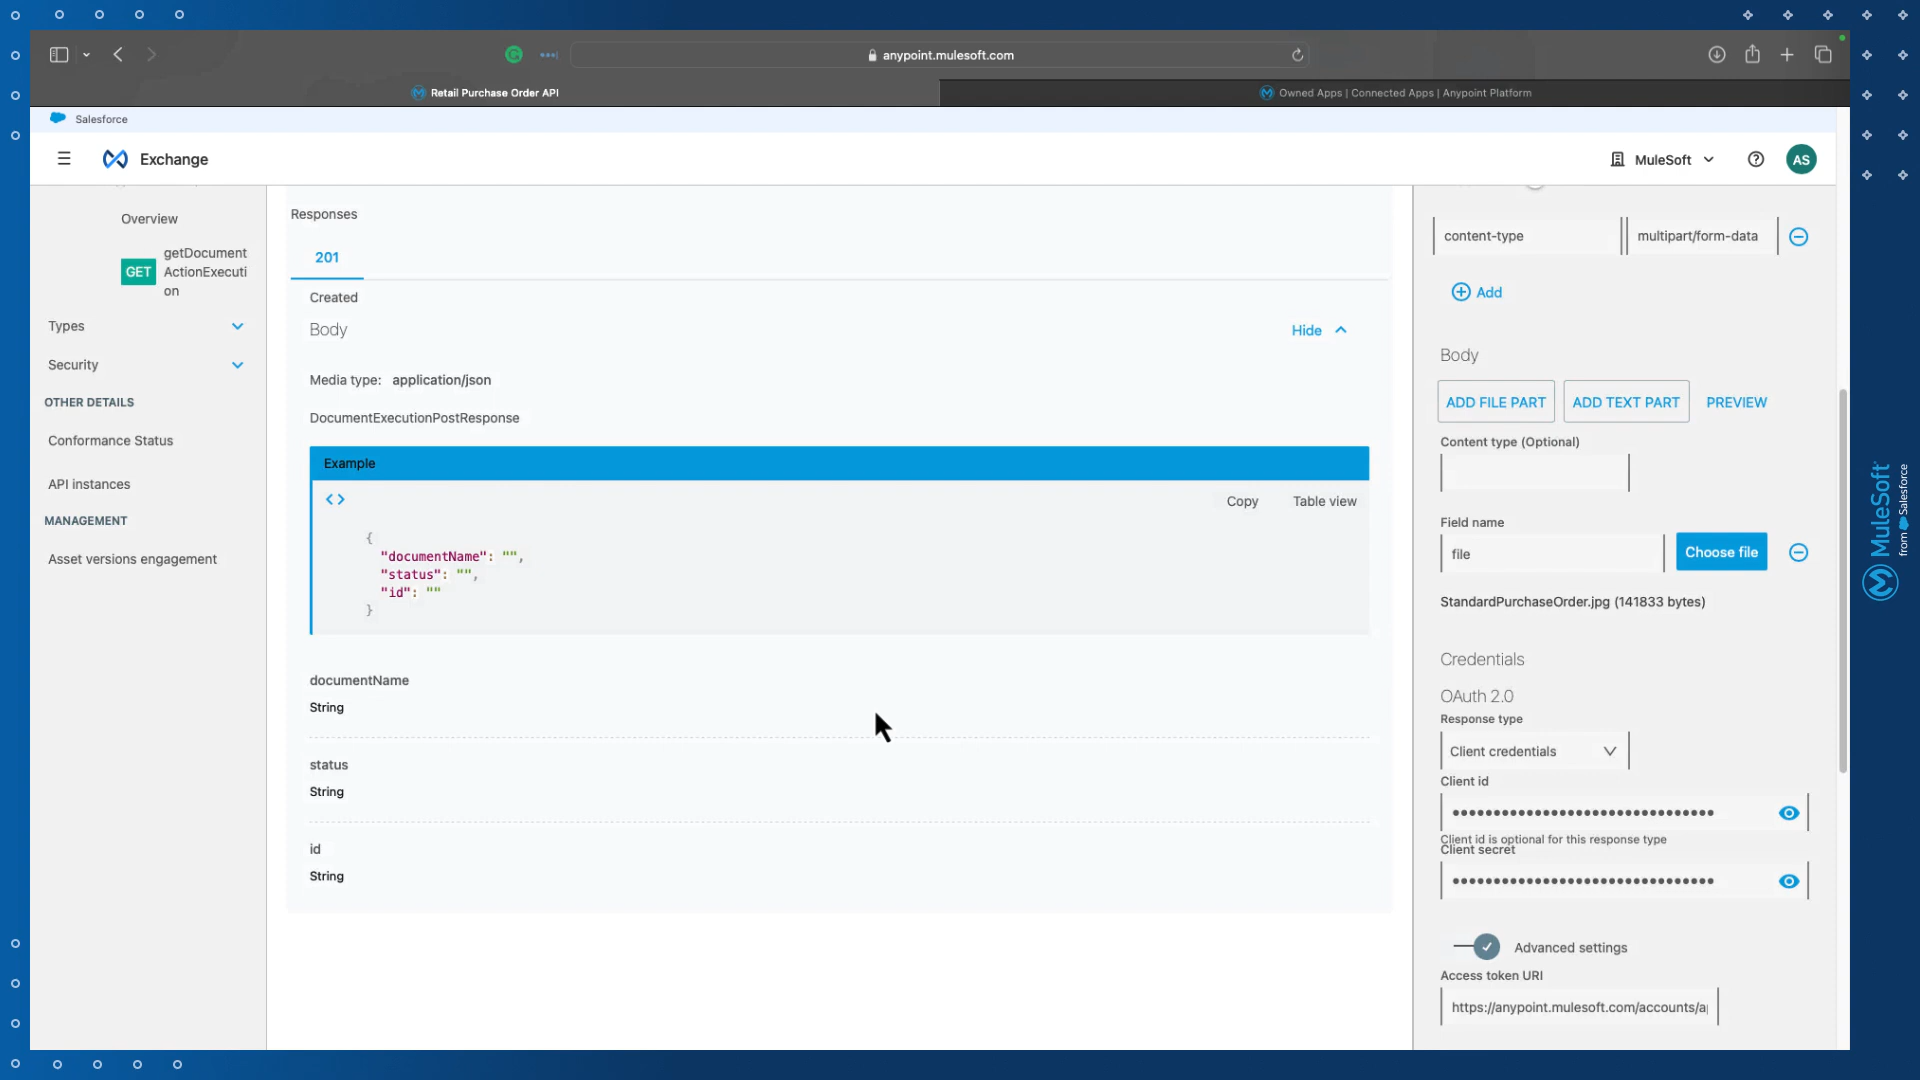 anypoint.mulesoft.com
Retail Purchase Order API
Owned Apps | Connected Apps | Anypoint Platform
Salesforce
Exchange
MuleSoft
AS
Overview
GET
getDocument
ActionExecuti
on
Types
Security
OTHER DETAILS
Conformance Status
API instances
MANAGEMENT
Asset versions engagement
Responses
201
Created
Body
Hide
Media type: application/json
DocumentExecutionPostResponse
Example
Copy
Table view
{
"documentName": "",
"status": "",
"id": ""
}
documentName
String
status
String
id
String
content-type
multipart/form-data
Add
Body
ADD FILE PART
ADD TEXT PART
PREVIEW
Content type (Optional)
Field name
file
Choose file
StandardPurchaseOrder.jpg (141833 bytes)
Credentials
OAuth 2.0
Response type
Client credentials
Client id
••••••••••••••••••••••••••••••••
Client id is optional for this response type
Client secret
••••••••••••••••••••••••••••••••
Advanced settings
Access token URI
https://anypoint.mulesoft.com/accounts/a
MuleSoft
from Salesforce